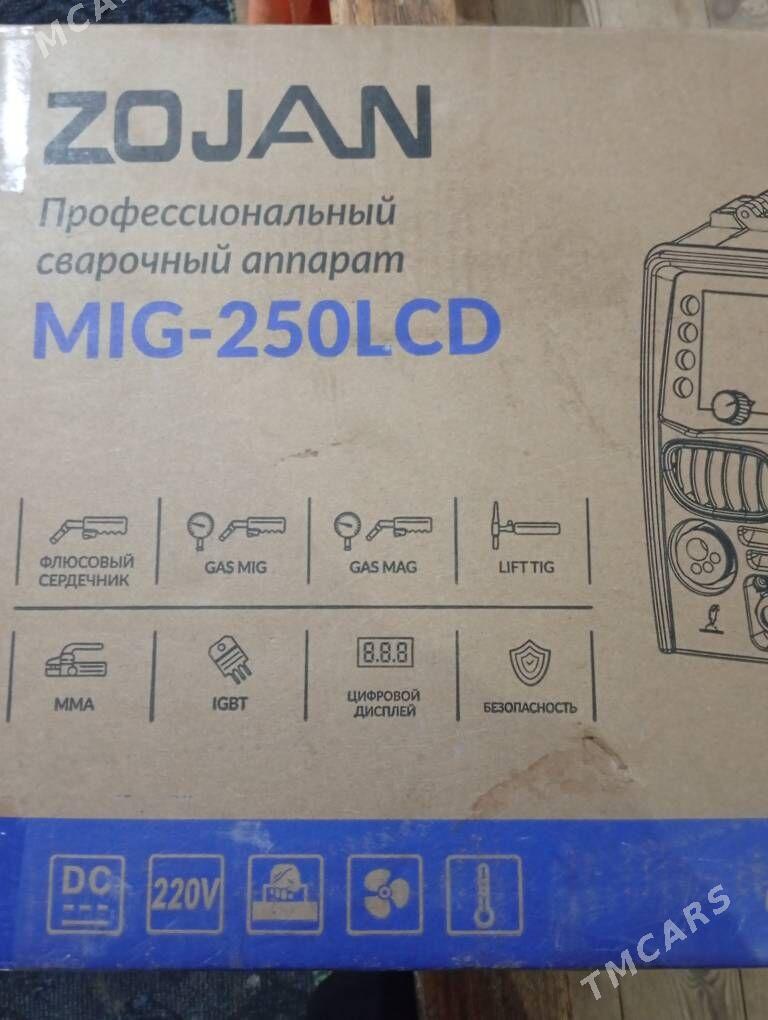 MCARS
ZOJAN
Профессиональный
сварочный аппарат
MIG-250LCD
ФЛЮСОВЫЙ
СЕРДЕЧНИК
GAS MIG
GAS MAG
LIFT TIG
MMA
IGBT
8.8.8
ЦИФРОВОЙ
ДИСПЛЕЙ
БЕЗОПАСНОСТЬ
DC
220V
TMCARS